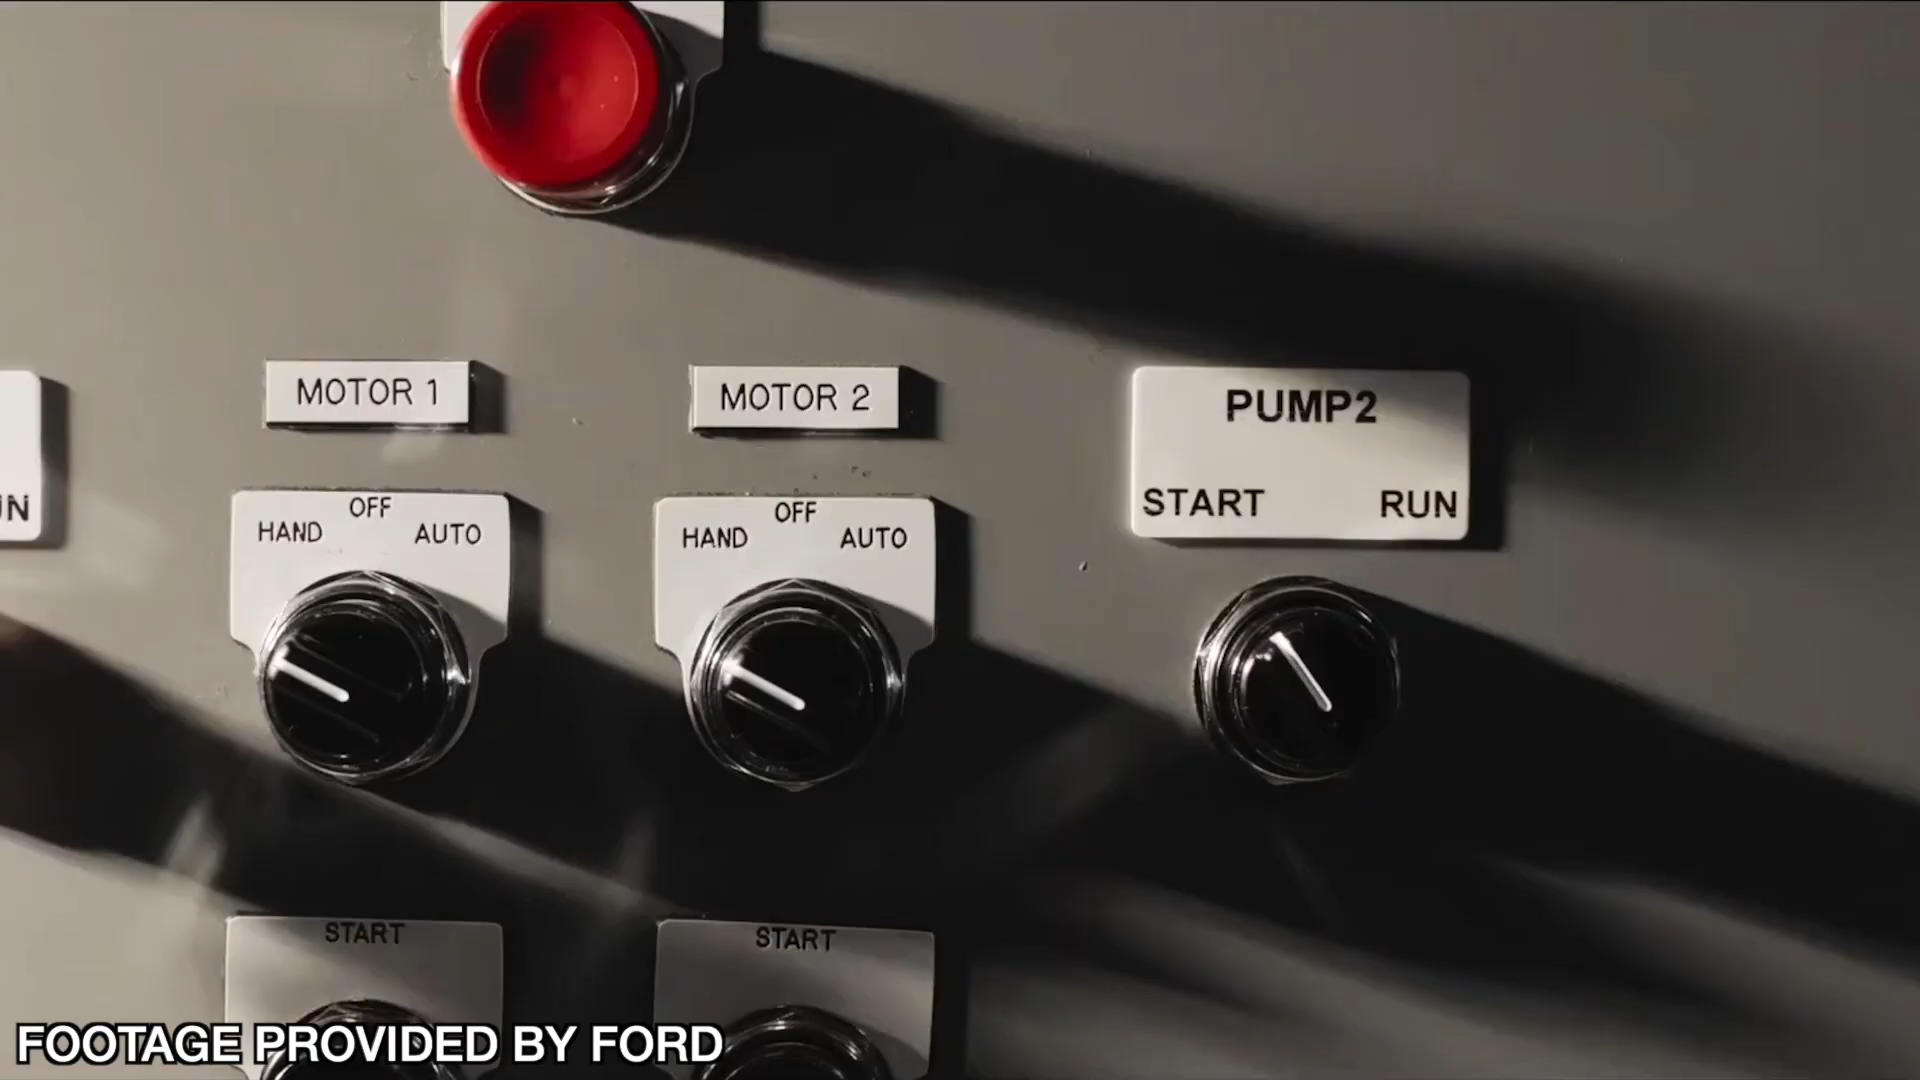 MOTOR 1
MOTOR 2
PUMP2
START RUN
OFF
HAND AUTO
OFF
HAND AUTO
START
START
FOOTAGE PROVIDED BY FORD